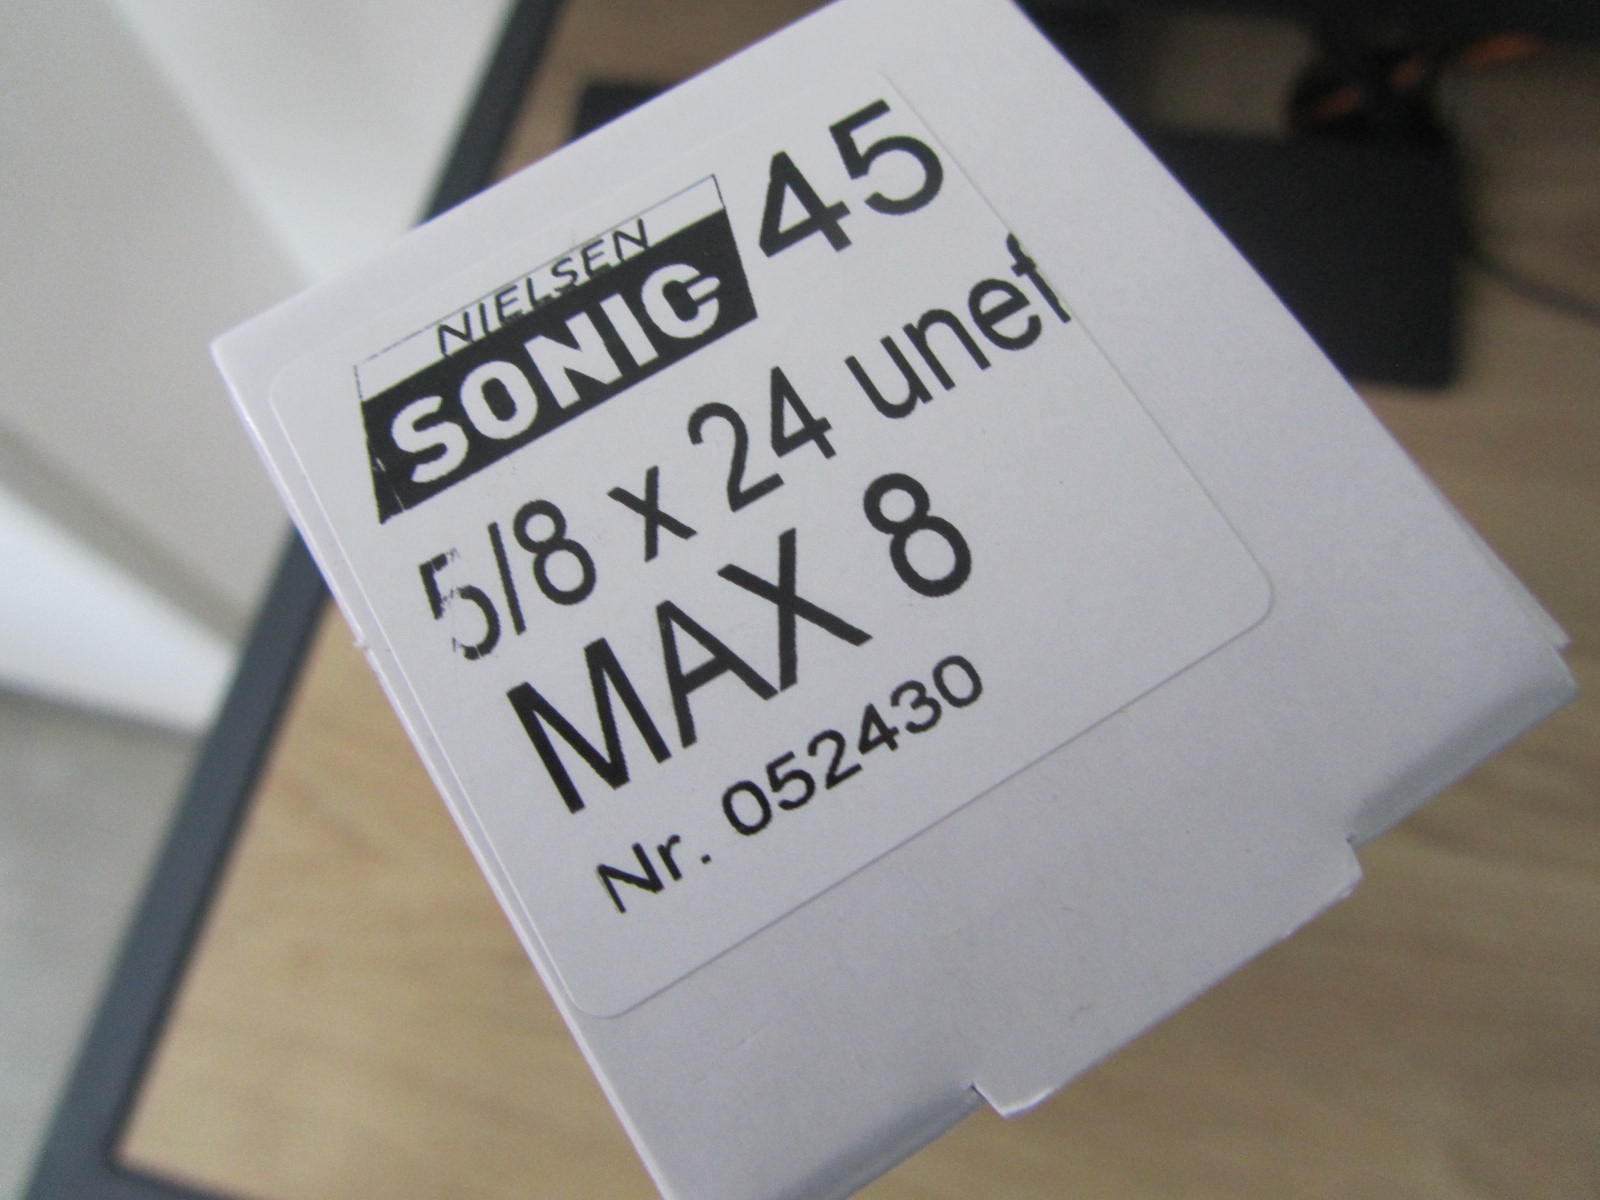 NIELSEN
SONIC 45
5/8 x 24 unef
MAX 8
Nr. 052430